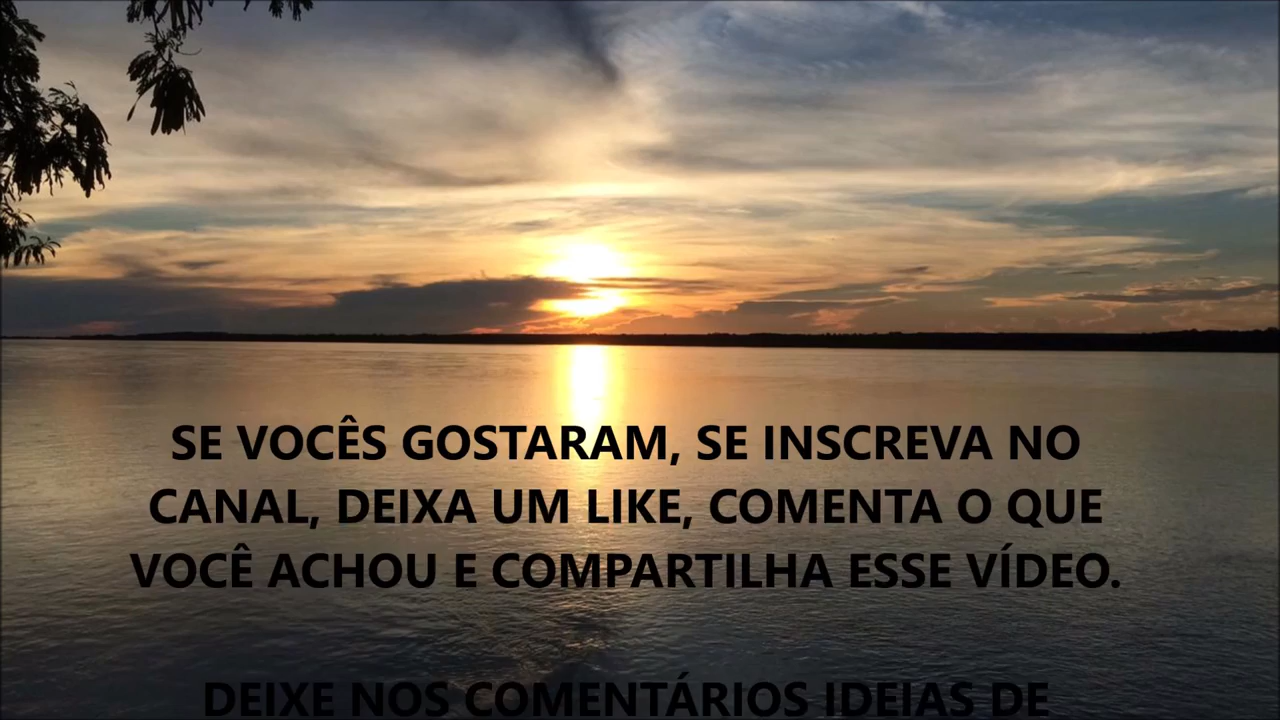 SE VOCÊS GOSTARAM, SE INSCREVA NO
CANAL, DEIXA UM LIKE, COMENTA O QUE
VOCÊ ACHOU E COMPARTILHA ESSE VÍDEO.
DEIXE NOS COMENTÁRIOS IDEIAS DE